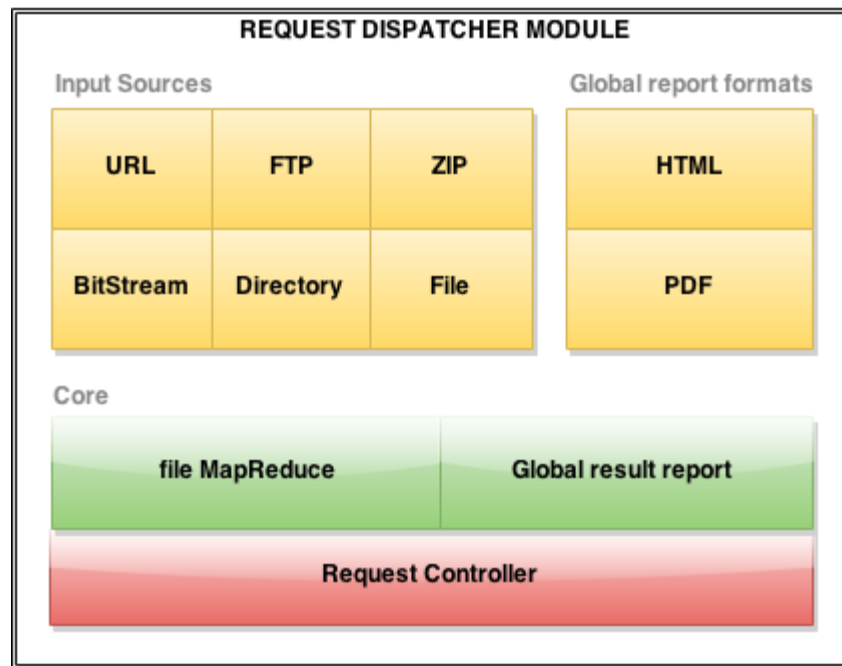 REQUEST DISPATCHER MODULE
Input Sources
Global report formats
URL
FTP
ZIP
HTML
BitStream
Directory
File
PDF
Core
file MapReduce
Global result report
Request Controller